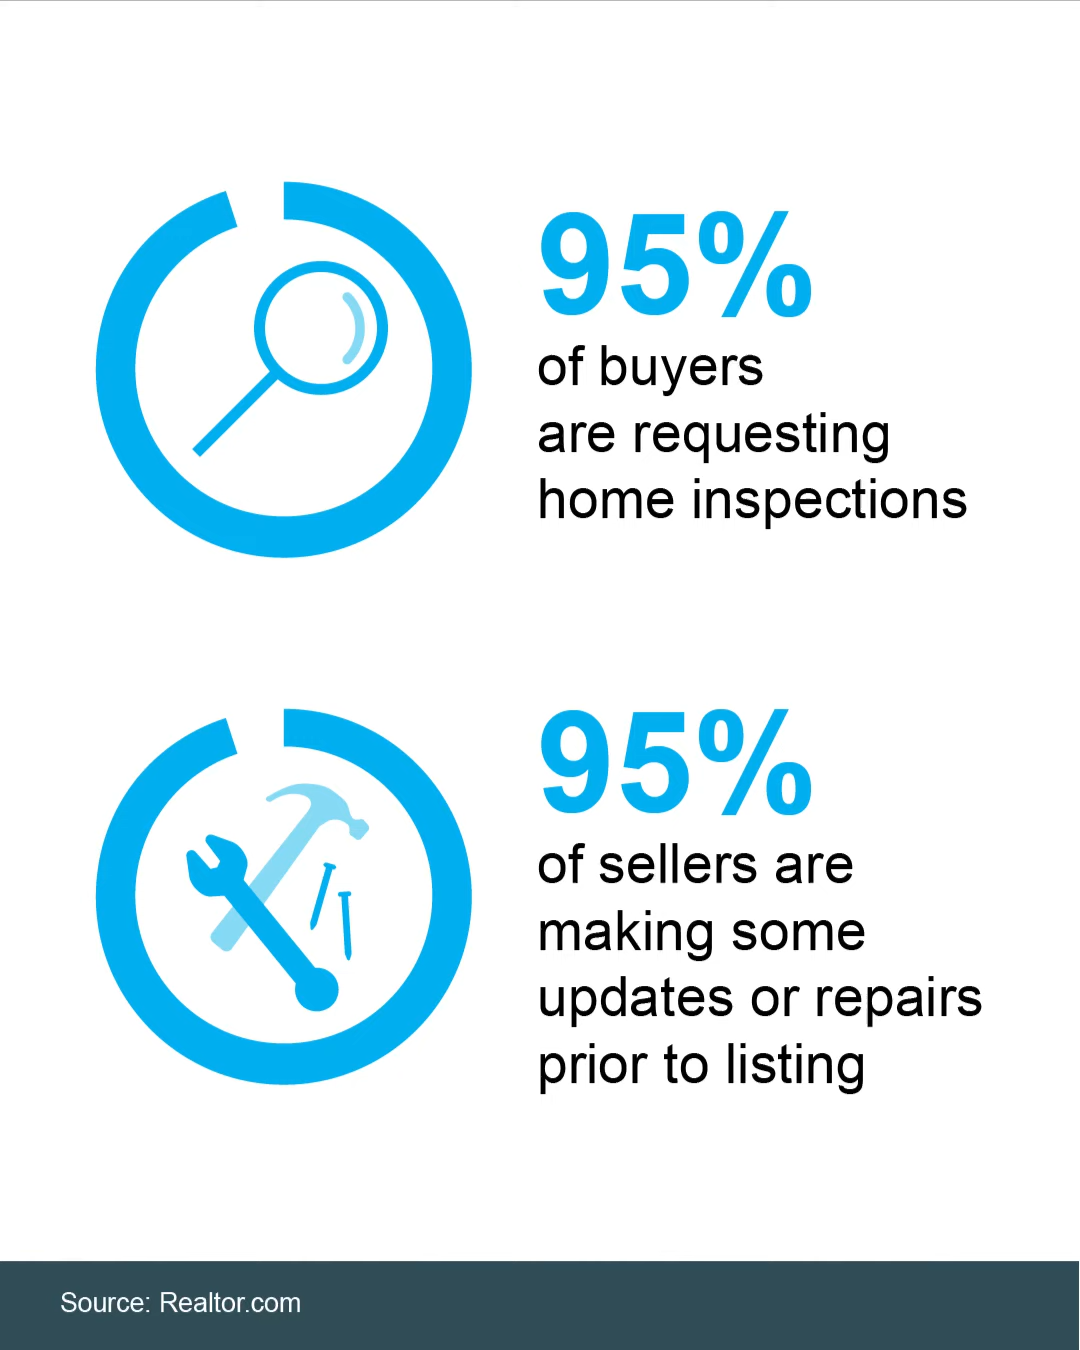 95%
of buyers
are requesting
home inspections
95%
of sellers are
making some
updates or repairs
prior to listing
Source: Realtor.com